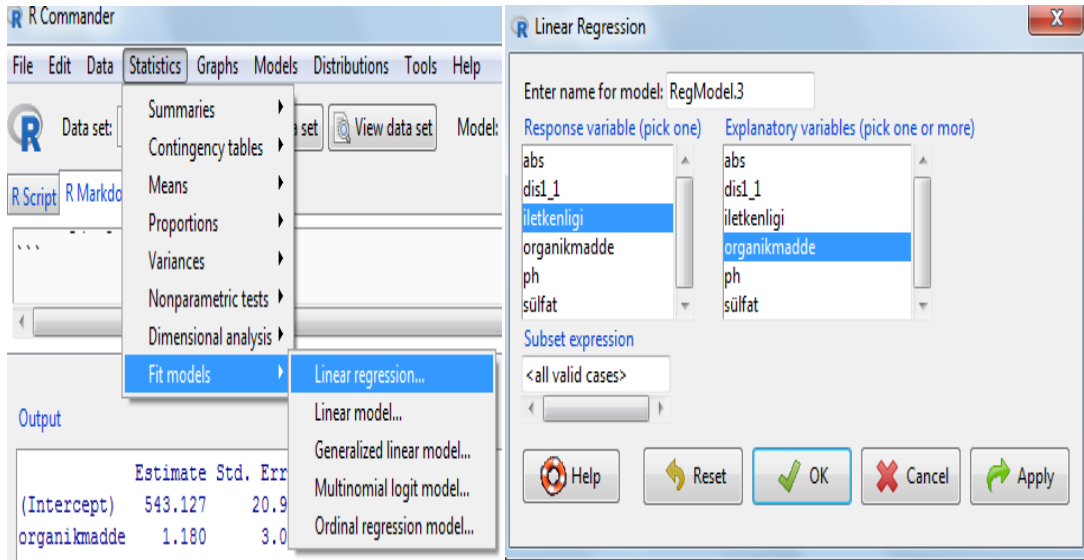 R Commander
File Edit Data Statistics Graphs Models Distributions Tools Help
Data set: set View data set Model:
R Script R Markdo
```
Summaries
Contingency tables
Means
Proportions
Variances
Nonparametric tests
Dimensional analysis
Fit models
Linear regression...
Linear model...
Generalized linear model...
Multinomial logit model...
Ordinal regression model...
Output
Estimate Std. Err
(Intercept) 543.127 20.9
organikmadde 1.180 3.0
Linear Regression
Enter name for model: RegModel.3
Response variable (pick one) Explanatory variables (pick one or more)
abs abs
dis1_1 dis1_1
iletkenligi iletkenligi
organikmadde organikmadde
ph ph
sülfat sülfat
Subset expression
<all valid cases>
Help Reset OK Cancel Apply